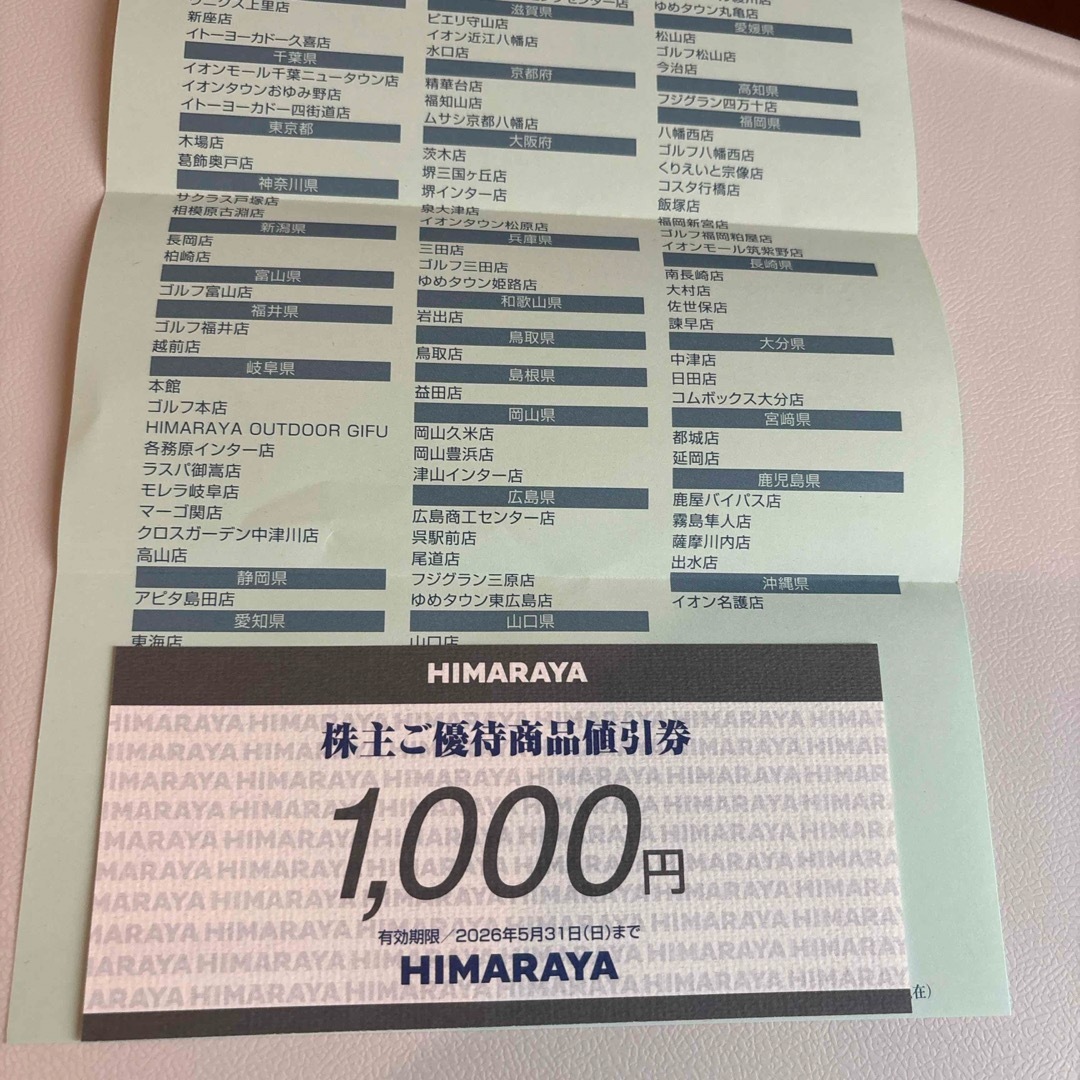 ウニクス上里店
新座店
イトーヨーカドー久喜店
千葉県
イオンモール千葉ニュータウン店
イオンタウンおゆみ野店
イトーヨーカドー四街道店
東京都
木場店
葛飾奥戸店
神奈川県
サクラス戸塚店
相模原古淵店
新潟県
長岡店
柏崎店
富山県
ゴルフ富山店
福井県
ゴルフ福井店
越前店
岐阜県
本館
ゴルフ本店
HIMARAYA OUTDOOR GIFU
各務原インター店
ラスパ御嵩店
モレラ岐阜店
マーゴ関店
クロスガーデン中津川店
高山店
静岡県
アピタ島田店
愛知県
東海店
滋賀県
ピエリ守山店
イオン近江八幡店
水口店
京都府
精華台店
福知山店
ムサシ京都八幡店
大阪府
茨木店
堺三国ヶ丘店
堺インター店
泉大津店
イオンタウン松原店
兵庫県
三田店
ゴルフ三田店
ゆめタウン姫路店
和歌山県
岩出店
鳥取県
鳥取店
島根県
益田店
岡山県
岡山久米店
岡山豊浜店
津山インター店
広島県
広島商工センター店
呉駅前店
尾道店
フジグラン三原店
ゆめタウン東広島店
山口県
山口店
ゆめタウン丸亀店
愛媛県
松山店
ゴルフ松山店
今治店
高知県
フジグラン四万十店
福岡県
八幡西店
ゴルフ八幡西店
くりえいと宗像店
コスタ行橋店
飯塚店
福岡新宮店
ゴルフ福岡粕屋店
イオンモール筑紫野店
長崎県
南長崎店
大村店
佐世保店
諫早店
大分県
中津店
日田店
コムボックス大分店
宮崎県
都城店
延岡店
鹿児島県
鹿屋バイパス店
霧島隼人店
薩摩川内店
出水店
沖縄県
イオン名護店
在)
HIMARAYA
株主ご優待商品値引券
1,000円
有効期限/2026年5月31日(日)まで
HIMARAYA